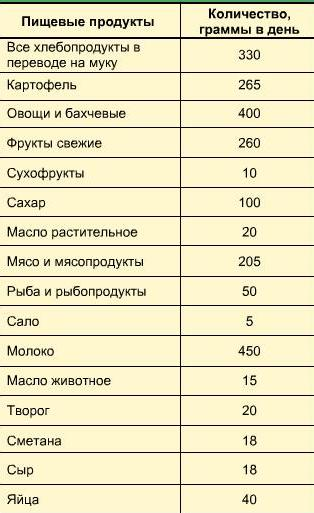 Пищевые продукты Количество,
граммы в день
Все хлебопродукты в
переводе на муку 330
Картофель 265
Овощи и бахчевые 400
Фрукты свежие 260
Сухофрукты 10
Сахар 100
Масло растительное 20
Мясо и мясопродукты 205
Рыба и рыбопродукты 50
Сало 5
Молоко 450
Масло животное 15
Творог 20
Сметана 18
Сыр 18
Яйца 40